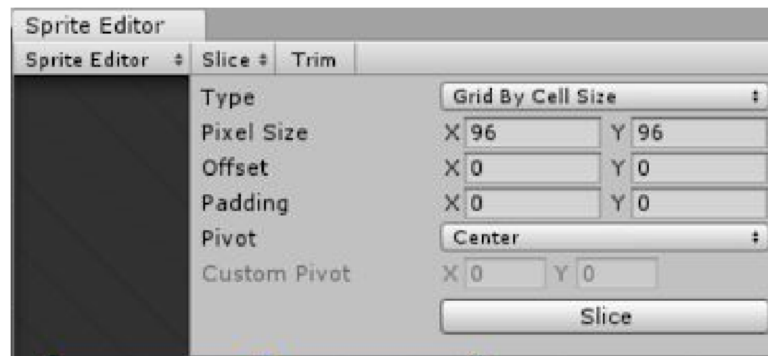 Sprite Editor
Sprite Editor Slice Trim
Type Grid By Cell Size
Pixel Size X 96 Y 96
Offset X 0 Y 0
Padding X 0 Y 0
Pivot Center
Custom Pivot X 0 Y 0
Slice